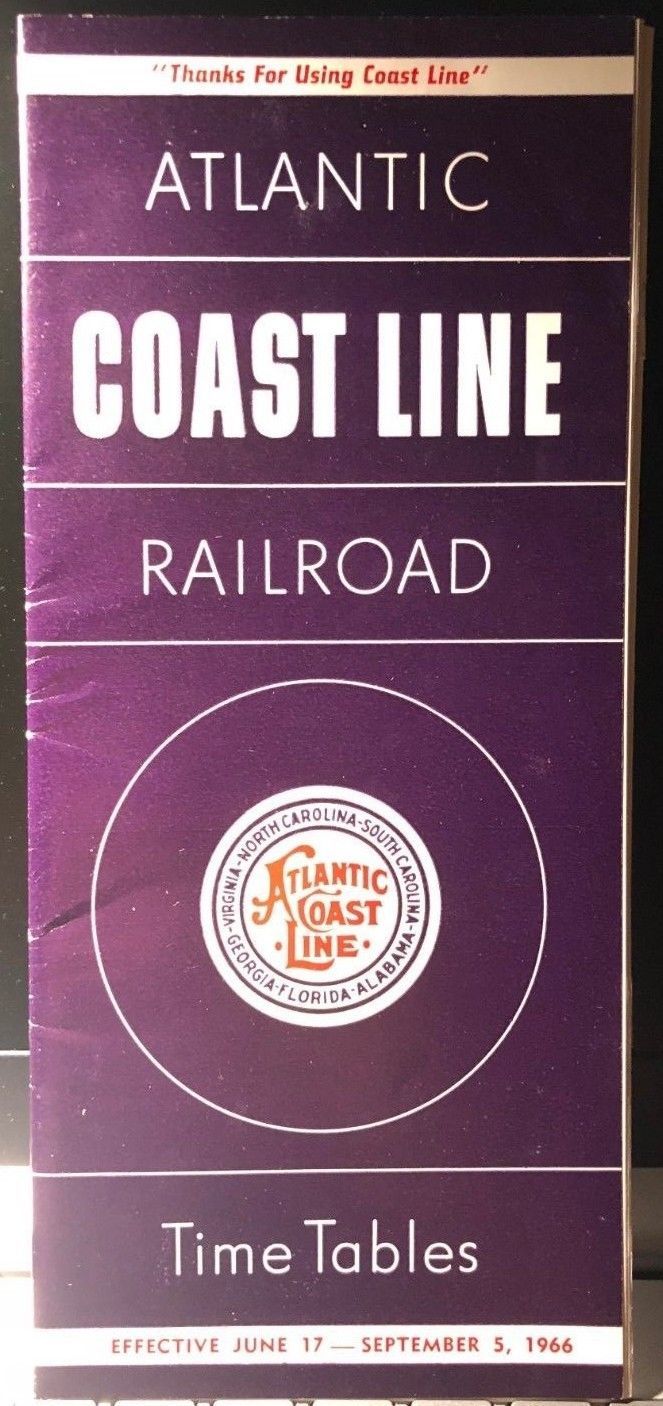 "Thanks For Using Coast Line"
ATLANTIC
COAST LINE
RAILROAD
-VIRGINIA-NORTH CAROLINA-SOUTH CAROLINA-
ATLANTIC
COAST
·LINE·
GEORGIA-FLORIDA-ALABAMA-
Time Tables
EFFECTIVE JUNE 17 — SEPTEMBER 5, 1966